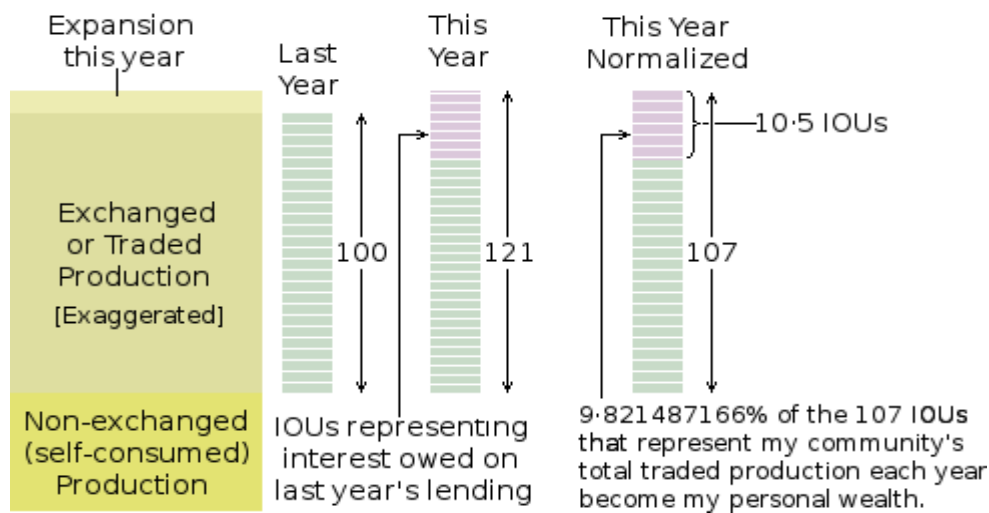 Expansion
this year
Last
Year
This
Year
This Year
Normalized
10·5 IOUs
Exchanged
or Traded
Production
[Exaggerated]
100
121
107
Non-exchanged
(self-consumed)
Production
IOUs representing
interest owed on
last year's lending
9·821487166% of the 107 IOUs
that represent my community's
total traded production each year
become my personal wealth.